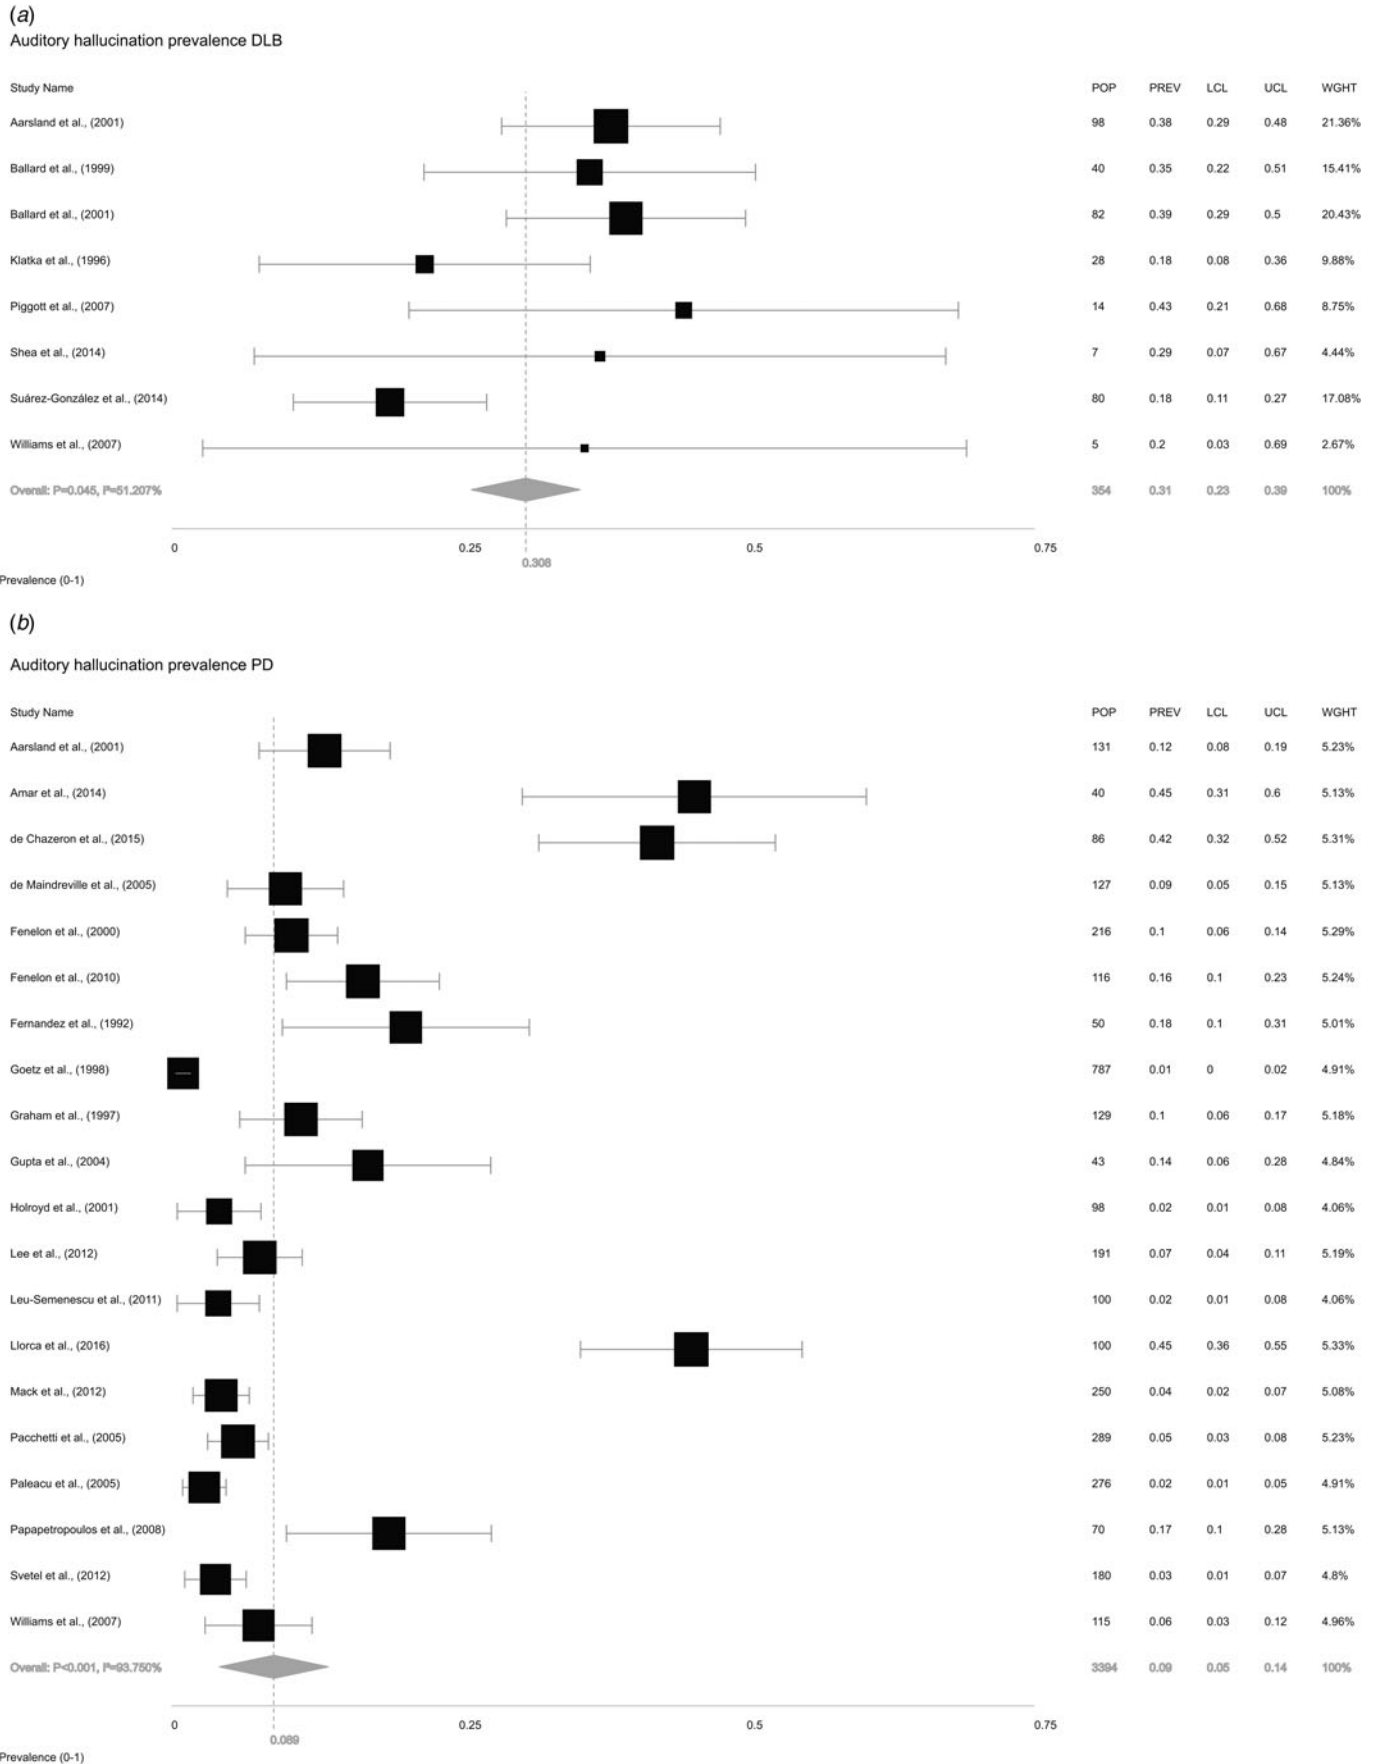 (a)
Auditory hallucination prevalence DLB
Study Name POP PREV LCL UCL WGHT
Aarsland et al., (2001) 98 0.38 0.29 0.48 21.36%
Ballard et al., (1999) 40 0.35 0.22 0.51 15.41%
Ballard et al., (2001) 82 0.39 0.29 0.5 20.43%
Klatka et al., (1996) 28 0.18 0.08 0.36 9.88%
Piggott et al., (2007) 14 0.43 0.21 0.68 8.75%
Shea et al., (2014) 7 0.29 0.07 0.67 4.44%
Suárez-González et al., (2014) 80 0.18 0.11 0.27 17.08%
Williams et al., (2007) 5 0.2 0.03 0.69 2.67%
Overall: P=0.045, I²=51.207% 354 0.31 0.23 0.39 100%
0 0.25 0.5 0.75
0.308
Prevalence (0-1)
(b)
Auditory hallucination prevalence PD
Study Name POP PREV LCL UCL WGHT
Aarsland et al., (2001) 131 0.12 0.08 0.19 5.23%
Amar et al., (2014) 40 0.45 0.31 0.6 5.13%
de Chazeron et al., (2015) 86 0.42 0.32 0.52 5.31%
de Maindreville et al., (2005) 127 0.09 0.05 0.15 5.13%
Fenelon et al., (2000) 216 0.1 0.06 0.14 5.29%
Fenelon et al., (2010) 116 0.16 0.1 0.23 5.24%
Fernandez et al., (1992) 50 0.18 0.1 0.31 5.01%
Goetz et al., (1998) 787 0.01 0 0.02 4.91%
Graham et al., (1997) 129 0.1 0.06 0.17 5.18%
Gupta et al., (2004) 43 0.14 0.06 0.28 4.84%
Holroyd et al., (2001) 98 0.02 0.01 0.08 4.06%
Lee et al., (2012) 191 0.07 0.04 0.11 5.19%
Leu-Semenescu et al., (2011) 100 0.02 0.01 0.08 4.06%
Llorca et al., (2016) 100 0.45 0.36 0.55 5.33%
Mack et al., (2012) 250 0.04 0.02 0.07 5.08%
Pacchetti et al., (2005) 289 0.05 0.03 0.08 5.23%
Paleacu et al., (2005) 276 0.02 0.01 0.05 4.91%
Papapetropoulos et al., (2008) 70 0.17 0.1 0.28 5.13%
Svetel et al., (2012) 180 0.03 0.01 0.07 4.8%
Williams et al., (2007) 115 0.06 0.03 0.12 4.96%
Overall: P<0.001, I²=93.750% 3394 0.09 0.05 0.14 100%
0 0.25 0.5 0.75
0.089
Prevalence (0-1)